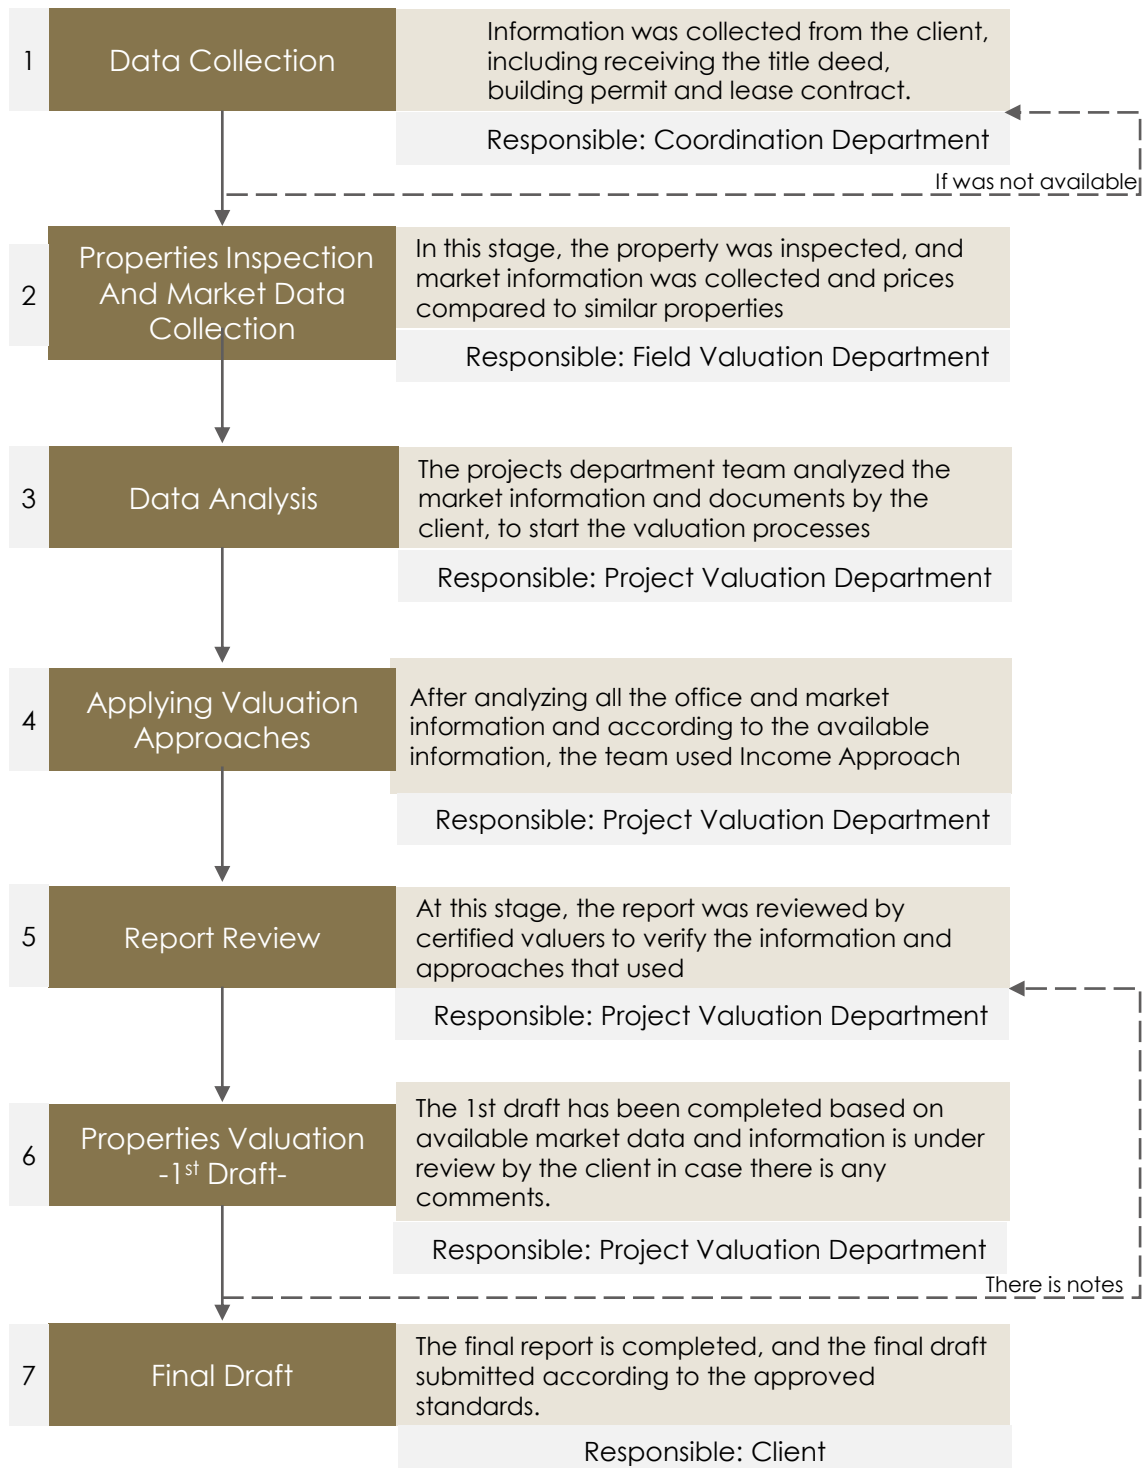 1
Data Collection
Information was collected from the client,
including receiving the title deed,
building permit and lease contract.
Responsible: Coordination Department
If was not available
2
Properties Inspection
And Market Data
Collection
In this stage, the property was inspected, and
market information was collected and prices
compared to similar properties
Responsible: Field Valuation Department
3
Data Analysis
The projects department team analyzed the
market information and documents by the
client, to start the valuation processes
Responsible: Project Valuation Department
4
Applying Valuation
Approaches
After analyzing all the office and market
information and according to the available
information, the team used Income Approach
Responsible: Project Valuation Department
5
Report Review
At this stage, the report was reviewed by
certified valuers to verify the information and
approaches that used
Responsible: Project Valuation Department
6
Properties Valuation
-1st Draft-
The 1st draft has been completed based on
available market data and information is under
review by the client in case there is any
comments.
Responsible: Project Valuation Department
There is notes
7
Final Draft
The final report is completed, and the final draft
submitted according to the approved
standards.
Responsible: Client